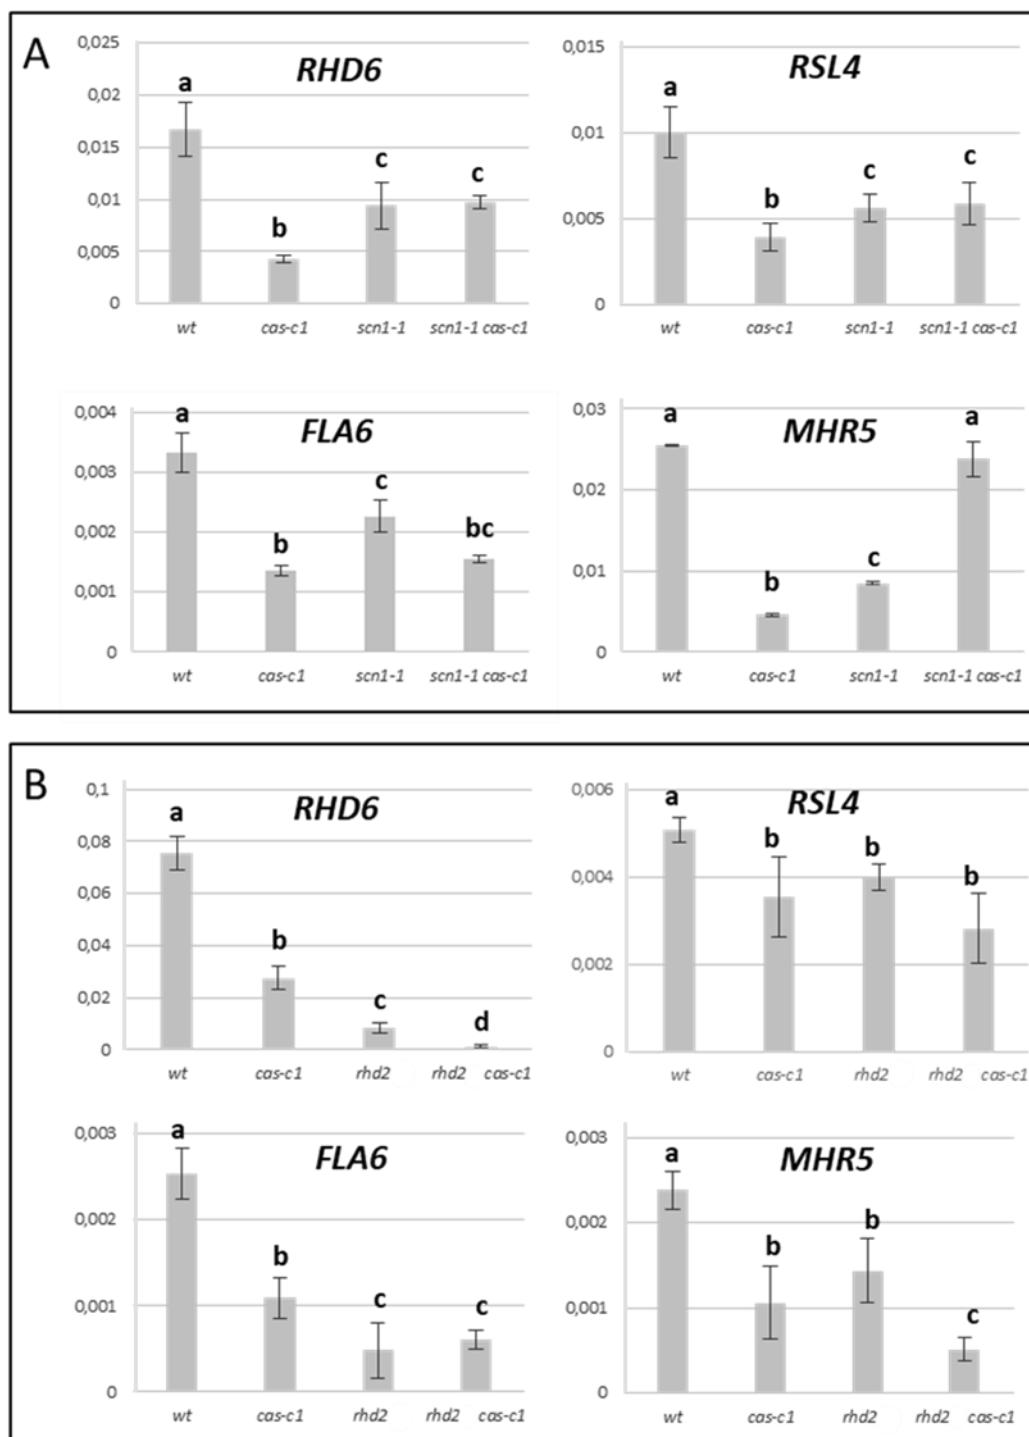 A
RHD6
0,025
0,02
0,015
0,01
0,005
0
a
b
c
c
wt
cas-c1
scn1-1
scn1-1 cas-c1
RSL4
0,015
0,01
0,005
0
a
b
c
c
wt
cas-c1
scn1-1
scn1-1 cas-c1
FLA6
0,004
0,003
0,002
0,001
0
a
b
c
bc
wt
cas-c1
scn1-1
scn1-1 cas-c1
MHR5
0,03
0,02
0,01
0
a
b
c
a
wt
cas-c1
scn1-1
scn1-1 cas-c1
B
RHD6
0,1
0,08
0,06
0,04
0,02
0
a
b
c
d
wt
cas-c1
rhd2
rhd2 cas-c1
RSL4
0,006
0,004
0,002
0
a
b
b
b
wt
cas-c1
rhd2
rhd2 cas-c1
FLA6
0,003
0,002
0,001
0
a
b
c
c
wt
cas-c1
rhd2
rhd2 cas-c1
MHR5
0,003
0,002
0,001
0
a
b
b
c
wt
cas-c1
rhd2
rhd2 cas-c1